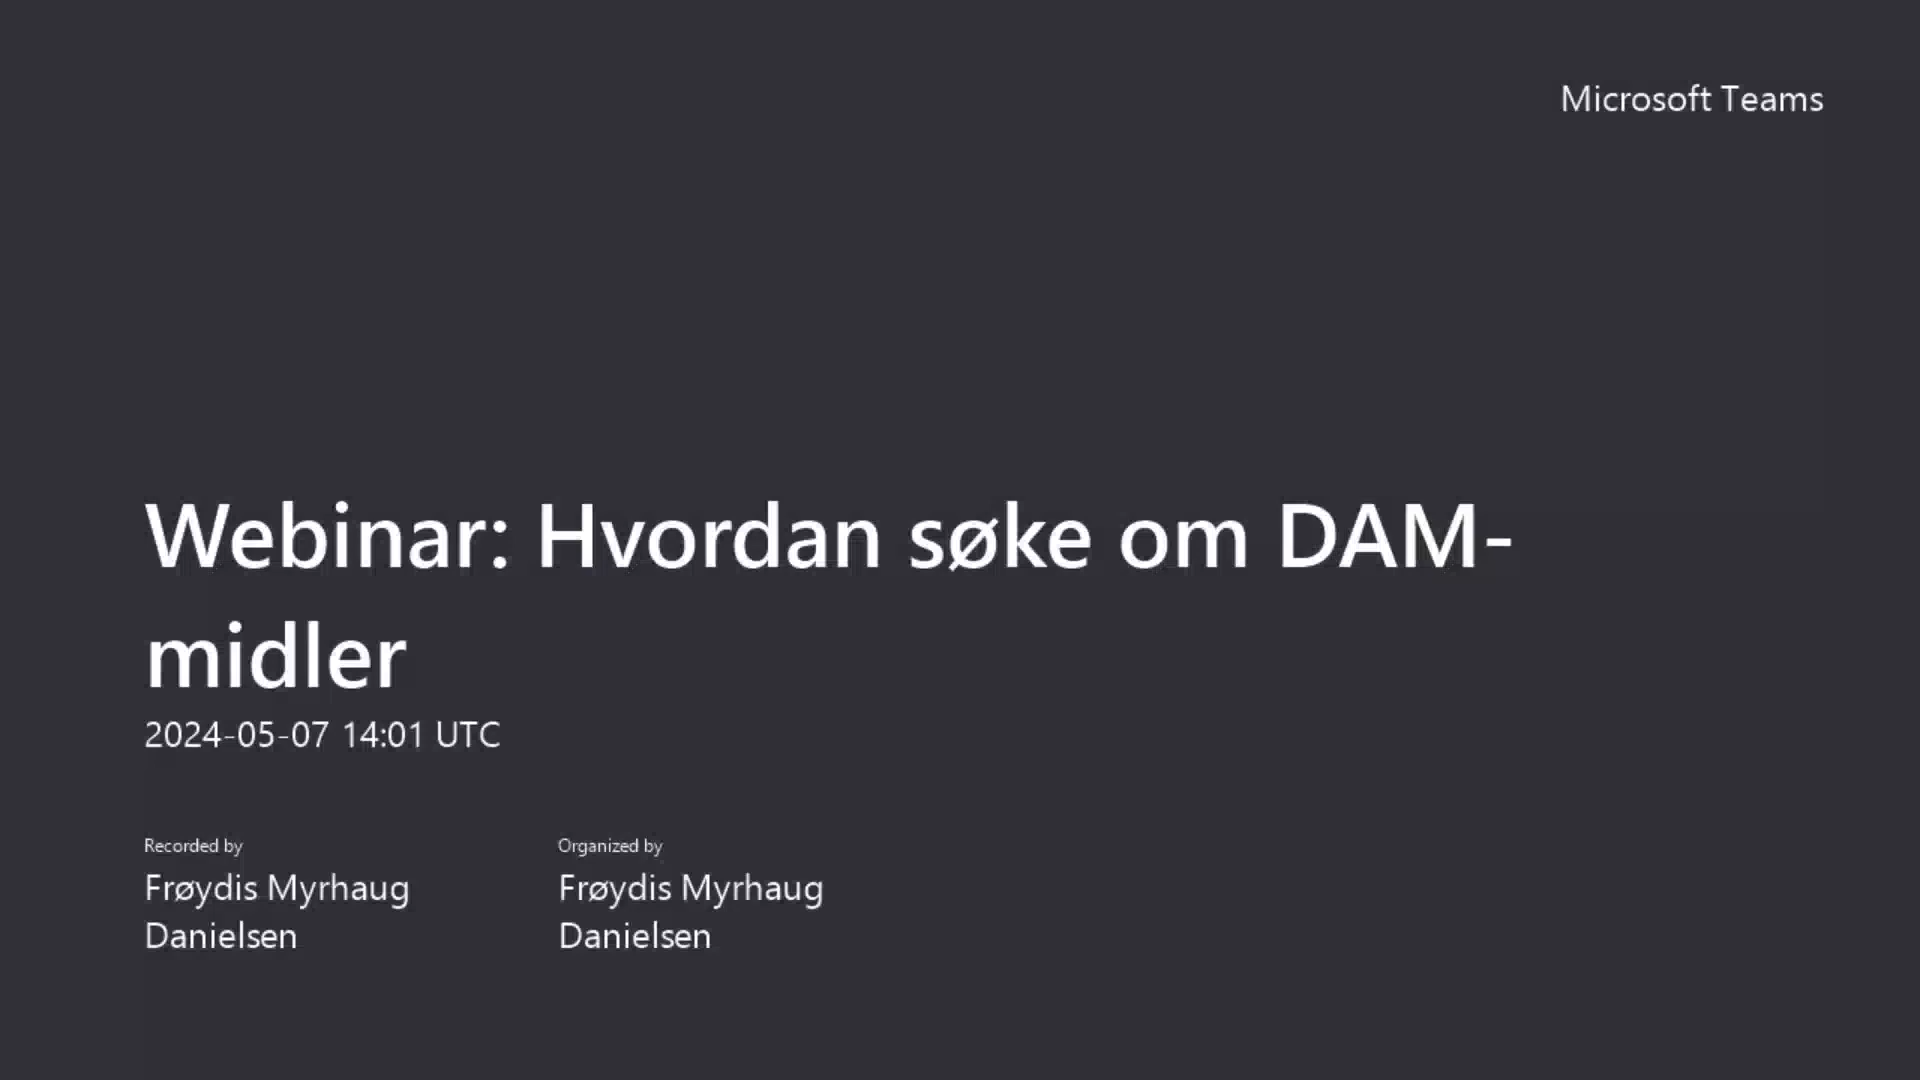 Microsoft Teams
Webinar: Hvordan søke om DAM-
midler
2024-05-07 14:01 UTC
Recorded by
Frøydis Myrhaug
Danielsen
Organized by
Frøydis Myrhaug
Danielsen